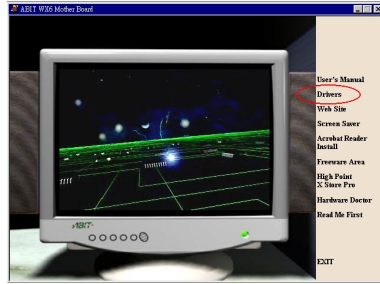 ABIT WX6 Mother Board
User's Manual
Drivers
Web Site
Screen Saver
Acrobat Reader
Install
Freeware Area
High Point
X Store Pro
Hardware Doctor
Read Me First
ABIT
EXIT